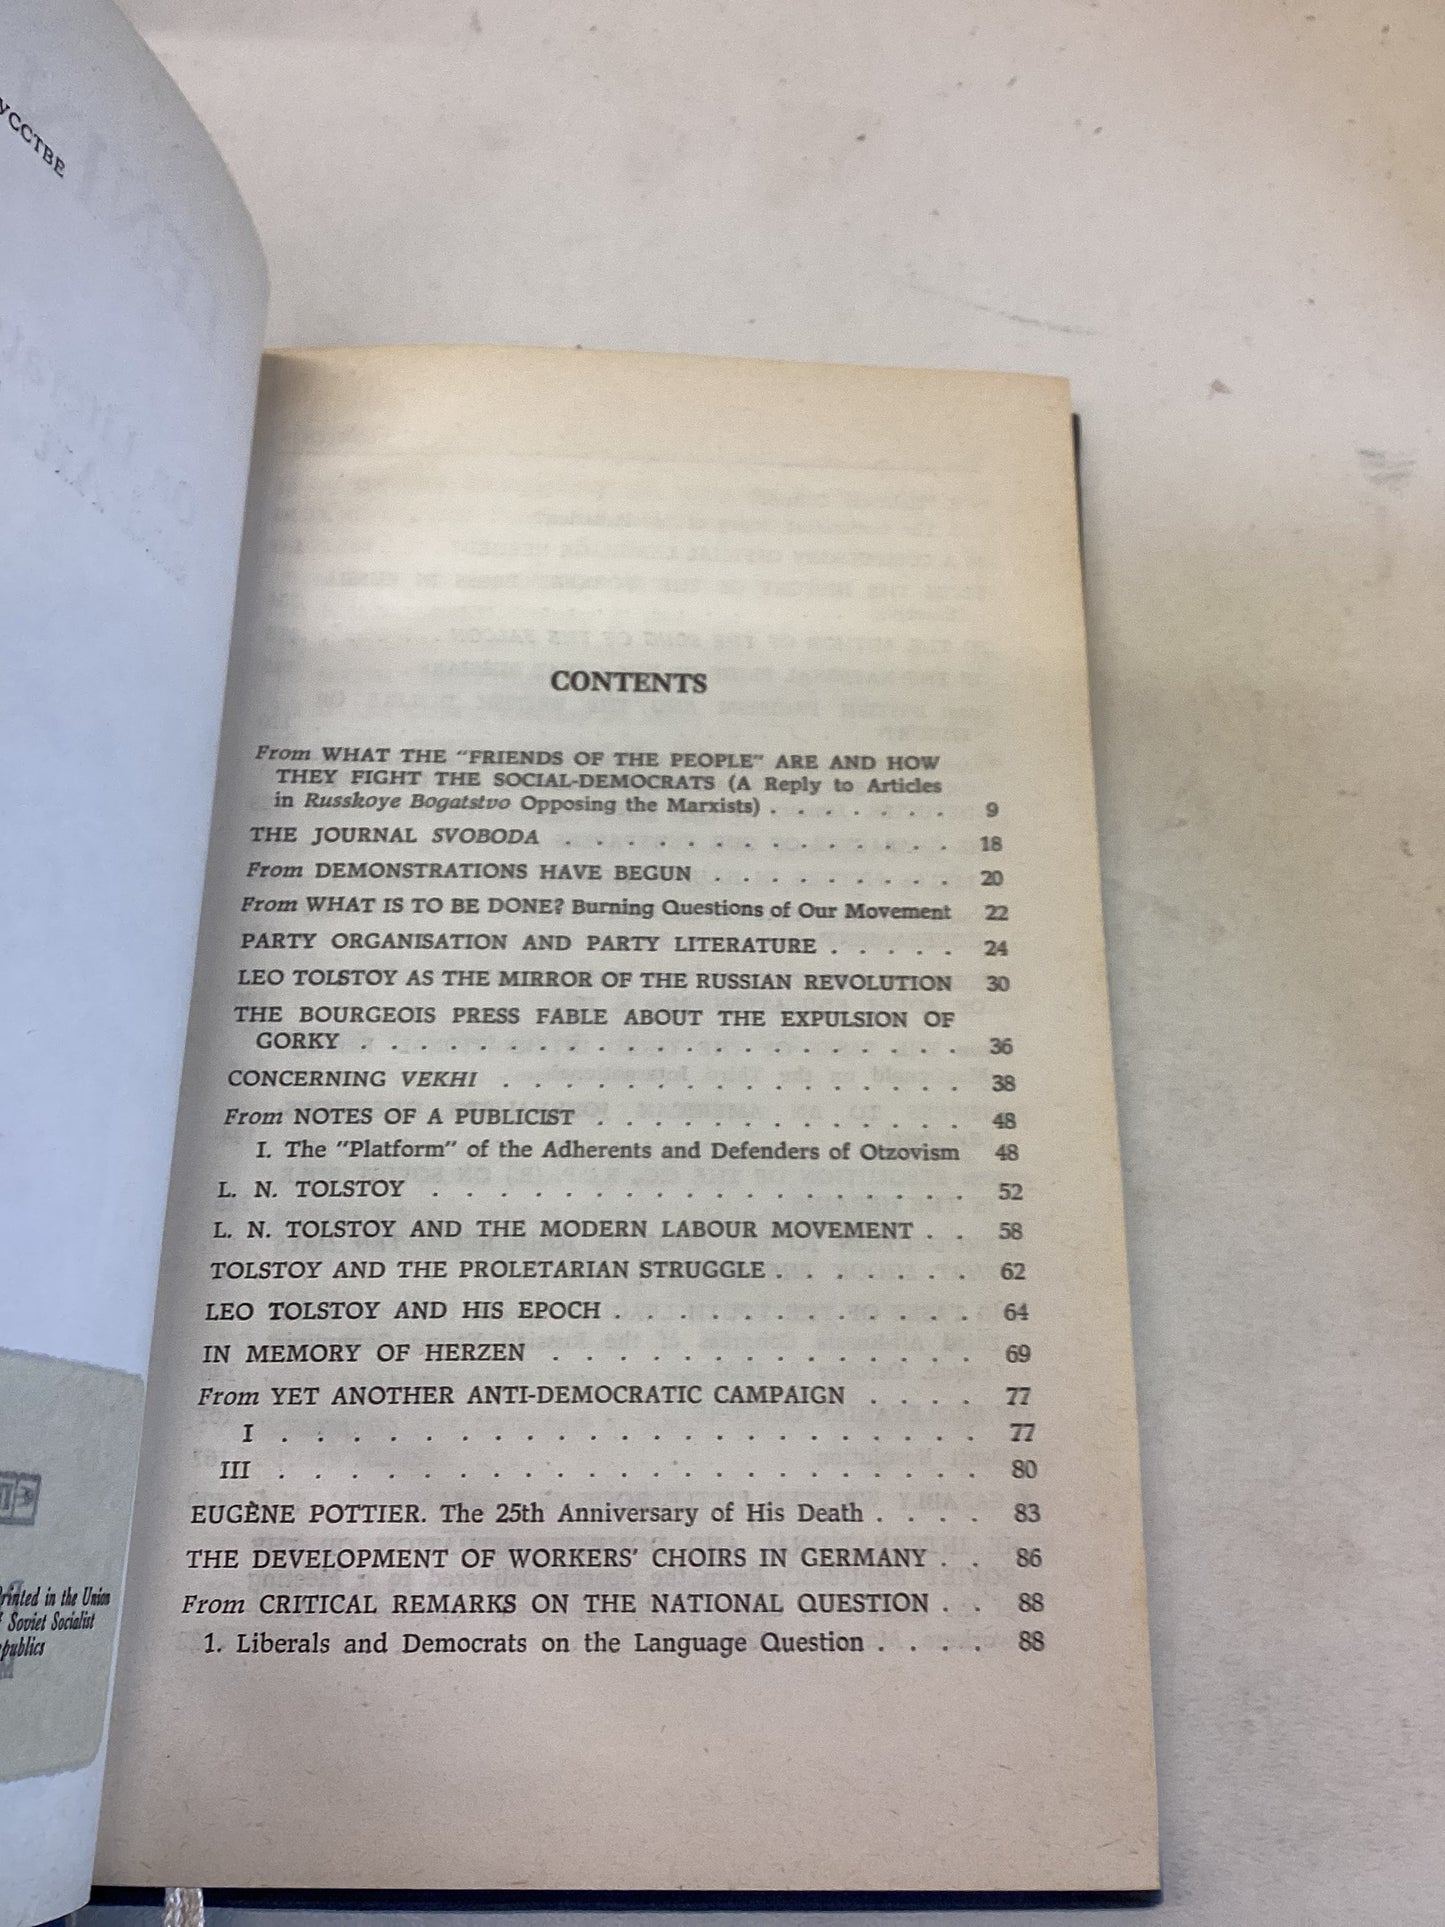 УССТВЕ
Printed in the Union
of Soviet Socialist
Republics
CONTENTS
From WHAT THE "FRIENDS OF THE PEOPLE" ARE AND HOW
THEY FIGHT THE SOCIAL-DEMOCRATS (A Reply to Articles
in Russkoye Bogatstvo Opposing the Marxists) . . . . . . . 9
THE JOURNAL SVOBODA . . . . . . . . . . . . . . 18
From DEMONSTRATIONS HAVE BEGUN . . . . . . . . . 20
From WHAT IS TO BE DONE? Burning Questions of Our Movement 22
PARTY ORGANISATION AND PARTY LITERATURE . . . . . 24
LEO TOLSTOY AS THE MIRROR OF THE RUSSIAN REVOLUTION 30
THE BOURGEOIS PRESS FABLE ABOUT THE EXPULSION OF
GORKY . . . . . . . . . . . . . . . . . . . 36
CONCERNING VEKHI . . . . . . . . . . . . . . 38
From NOTES OF A PUBLICIST . . . . . . . . . . . . 48
I. The "Platform" of the Adherents and Defenders of Otzovism 48
L. N. TOLSTOY . . . . . . . . . . . . . . . . . 52
L. N. TOLSTOY AND THE MODERN LABOUR MOVEMENT . . 58
TOLSTOY AND THE PROLETARIAN STRUGGLE . . . . . . . 62
LEO TOLSTOY AND HIS EPOCH . . . . . . . . . . . . 64
IN MEMORY OF HERZEN . . . . . . . . . . . . . 69
From YET ANOTHER ANTI-DEMOCRATIC CAMPAIGN . . . . 77
I . . . . . . . . . . . . . . . . . . . . 77
III . . . . . . . . . . . . . . . . . . . . 80
EUGÈNE POTTIER. The 25th Anniversary of His Death . . . . 83
THE DEVELOPMENT OF WORKERS' CHOIRS IN GERMANY . . 86
From CRITICAL REMARKS ON THE NATIONAL QUESTION . . 88
1. Liberals and Democrats on the Language Question . . . . 88